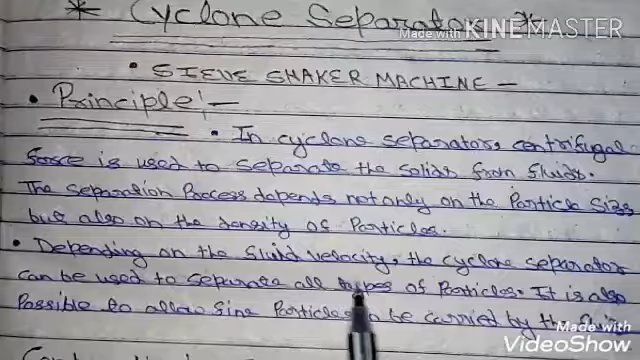 * Cyclone Separator *
Made with KINEMASTER
• SIEVE SHAKER MACHINE -
• Principle :-
• In cyclone separators centrifugal
force is used to separate the solids from fluids.
The separation Process depends not only on the Particle size
but also on the density of Particles.
• Depending on the fluid velocity, the cyclone separator
can be used to separate all types of Particles. It is also
Possible to allow fine Particles to be carried by the
Made with
VideoShow